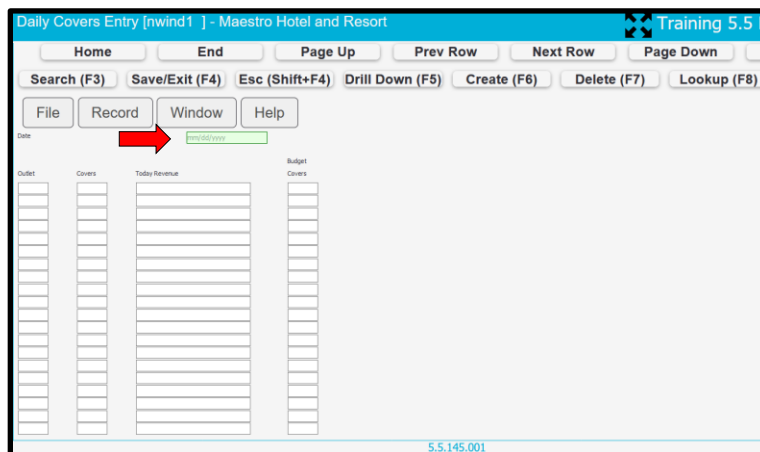 Daily Covers Entry [nwind1 ] - Maestro Hotel and Resort Training 5.5
Home End Page Up Prev Row Next Row Page Down
Search (F3) Save/Exit (F4) Esc (Shift+F4) Drill Down (F5) Create (F6) Delete (F7) Lookup (F8)
File Record Window Help
Date mm/dd/yyyy
Budget
Outlet Covers Today Revenue Covers
5.5.145.001